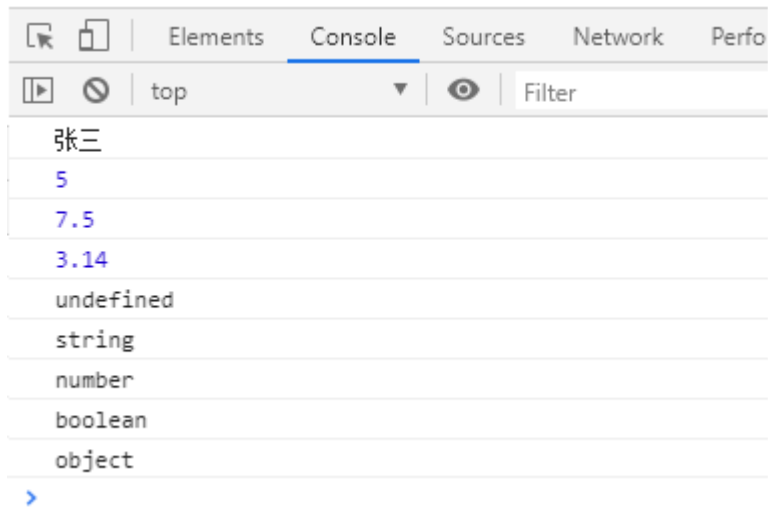 Elements Console Sources Network Perfo
top Filter
张三
5
7.5
3.14
undefined
string
number
boolean
object